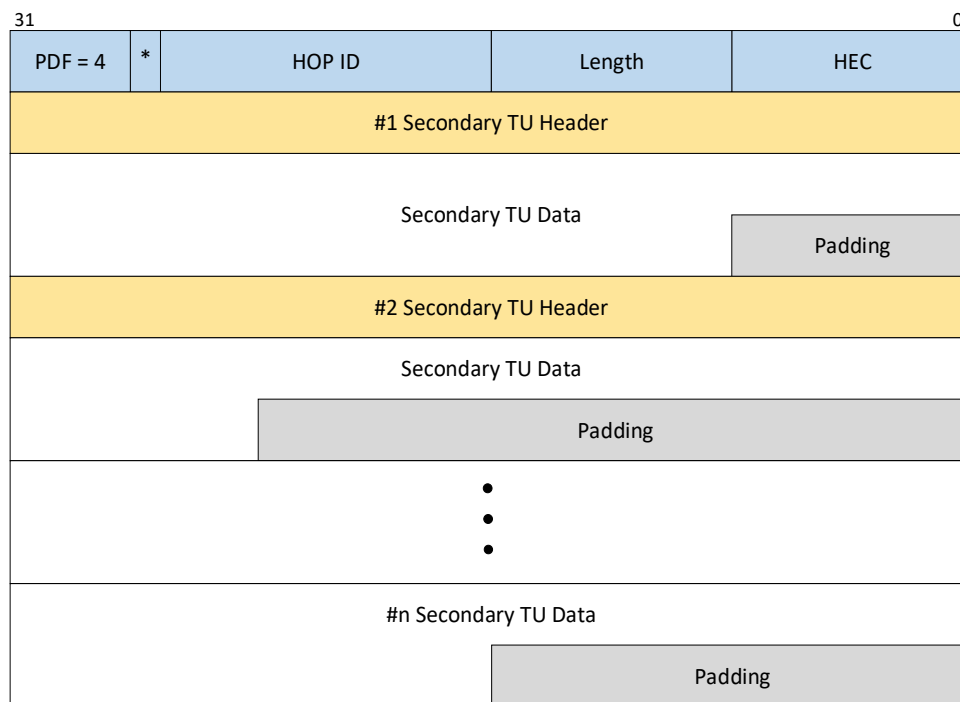 31 0
PDF = 4 * HOP ID Length HEC
#1 Secondary TU Header
Secondary TU Data
Padding
#2 Secondary TU Header
Secondary TU Data
Padding
#n Secondary TU Data
Padding